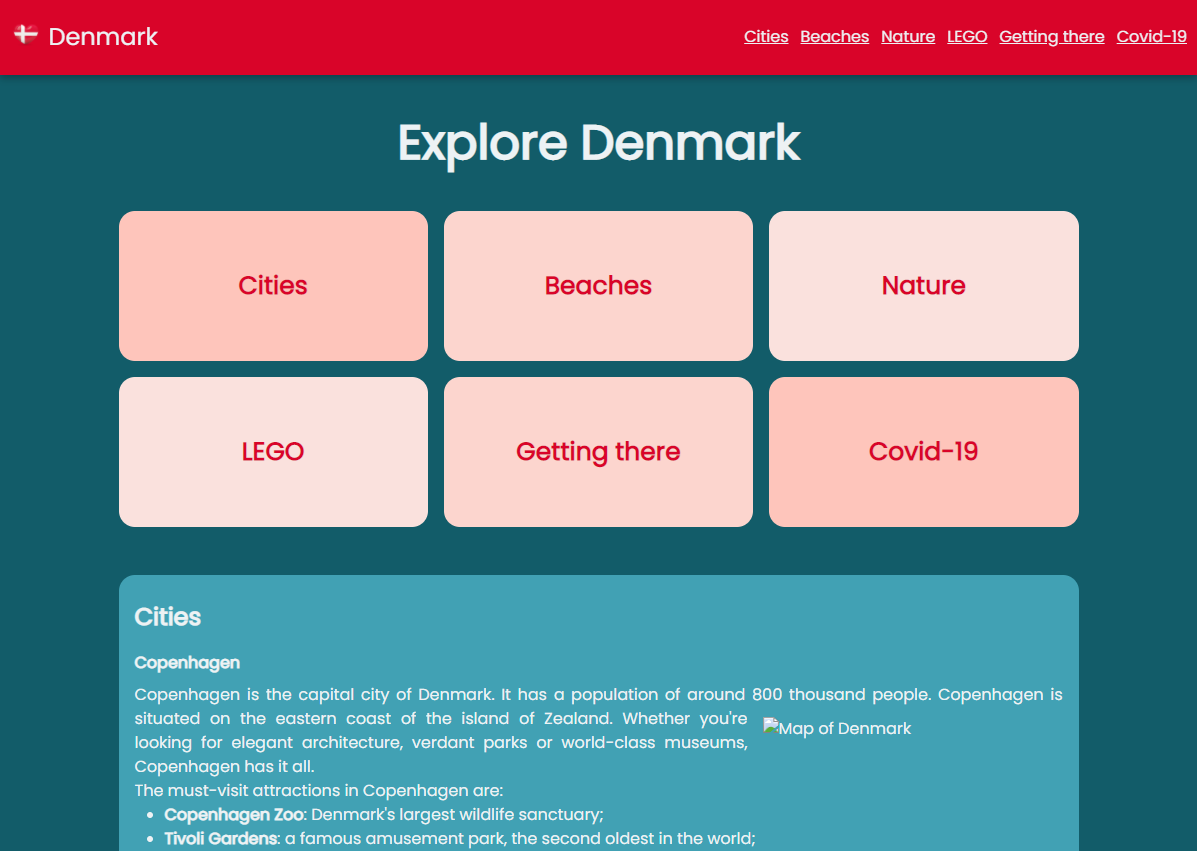 Denmark
Cities Beaches Nature LEGO Getting there Covid-19
Explore Denmark
Cities
Beaches
Nature
LEGO
Getting there
Covid-19
Cities
Copenhagen
Copenhagen is the capital city of Denmark. It has a population of around 800 thousand people. Copenhagen is
situated on the eastern coast of the island of Zealand. Whether you're
Map of Denmark
looking for elegant architecture, verdant parks or world-class museums,
Copenhagen has it all.
The must-visit attractions in Copenhagen are:
• Copenhagen Zoo: Denmark's largest wildlife sanctuary;
• Tivoli Gardens: a famous amusement park, the second oldest in the world;